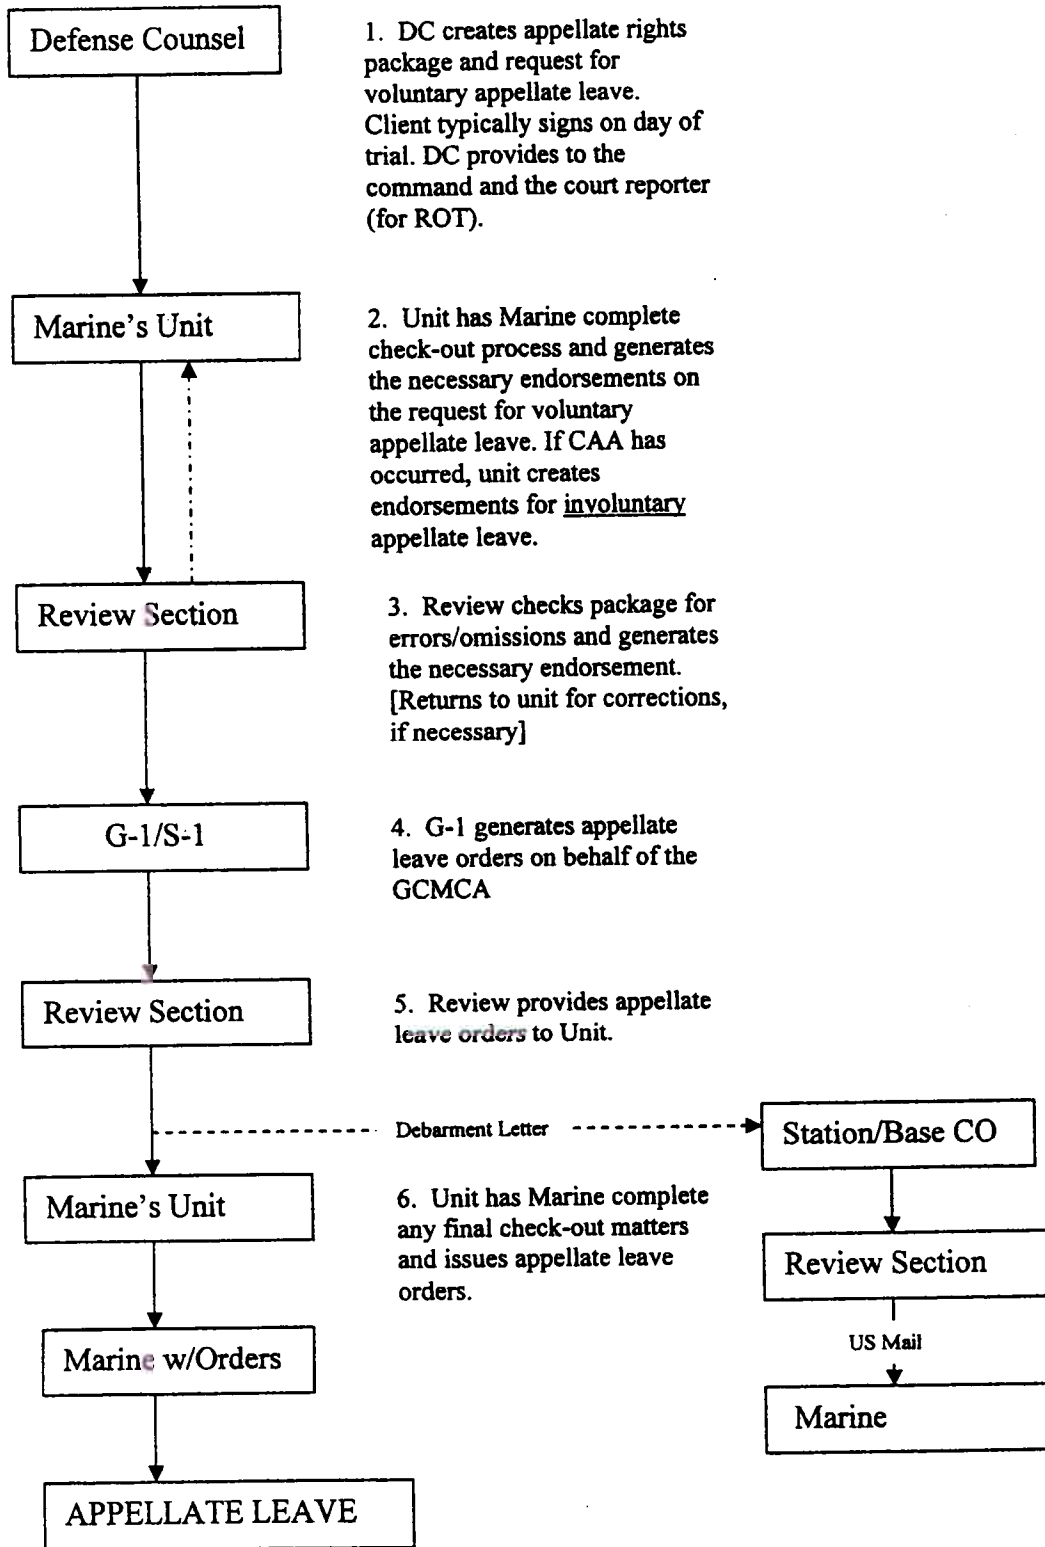 Defense Counsel
1. DC creates appellate rights
package and request for
voluntary appellate leave.
Client typically signs on day of
trial. DC provides to the
command and the court reporter
(for ROT).
Marine's Unit
2. Unit has Marine complete
check-out process and generates
the necessary endorsements on
the request for voluntary
appellate leave. If CAA has
occurred, unit creates
endorsements for involuntary
appellate leave.
Review Section
3. Review checks package for
errors/omissions and generates
the necessary endorsement.
[Returns to unit for corrections,
if necessary]
G-1/S-1
4. G-1 generates appellate
leave orders on behalf of the
GCMCA
Review Section
5. Review provides appellate
leave orders to Unit.
Debarment Letter
Station/Base CO
Marine's Unit
6. Unit has Marine complete
any final check-out matters
and issues appellate leave
orders.
Review Section
US Mail
Marine w/Orders
Marine
APPELLATE LEAVE